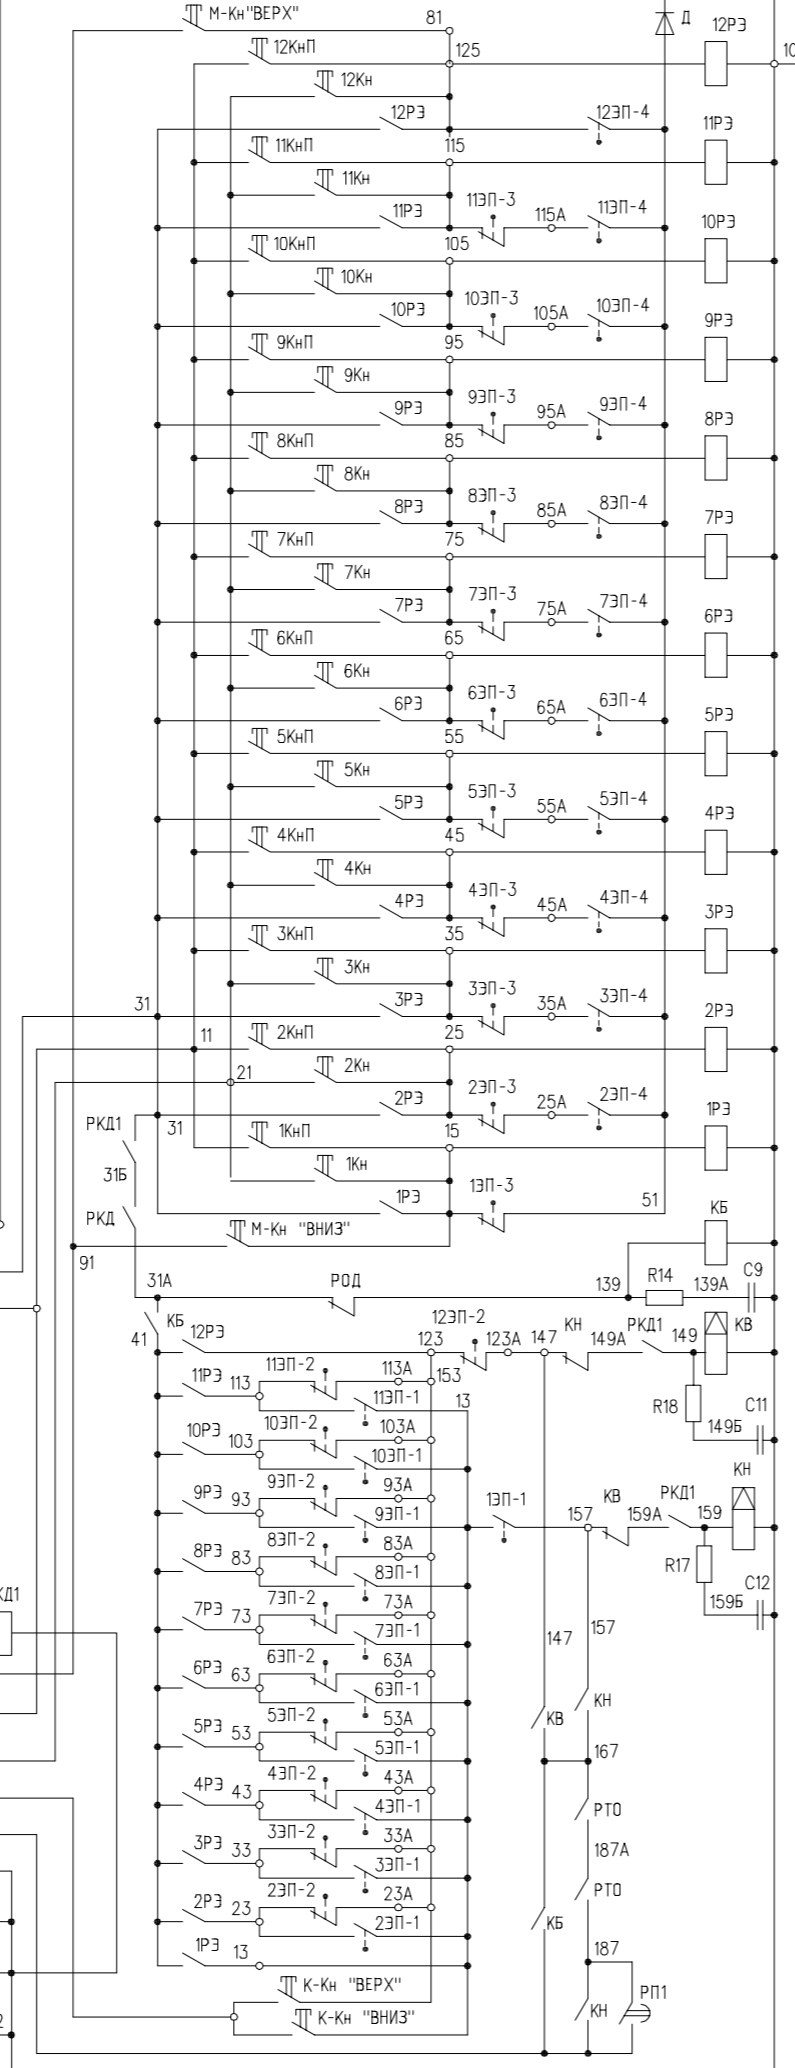 М-Кн"ВЕРХ" 81 Д 12РЭ
12КнП 125 10
12Кн
12РЭ 12ЭП-4 11РЭ
11КнП 115
11Кн
11РЭ 11ЭП-3 115А 11ЭП-4 10РЭ
10КнП 105
10Кн
10РЭ 10ЭП-3 105А 10ЭП-4 9РЭ
9КнП 95
9Кн
9РЭ 9ЭП-3 95А 9ЭП-4 8РЭ
8КнП 85
8Кн
8РЭ 8ЭП-3 85А 8ЭП-4 7РЭ
7КнП 75
7Кн
7РЭ 7ЭП-3 75А 7ЭП-4 6РЭ
6КнП 65
6Кн
6РЭ 6ЭП-3 65А 6ЭП-4 5РЭ
5КнП 55
5Кн
5РЭ 5ЭП-3 55А 5ЭП-4 4РЭ
4КнП 45
4Кн
4РЭ 4ЭП-3 45А 4ЭП-4 3РЭ
3КнП 35
3Кн
31 3РЭ 3ЭП-3 35А 3ЭП-4 2РЭ
11 2КнП 25
21 2Кн
2РЭ 2ЭП-3 25А 2ЭП-4 1РЭ
РКД1 31 1КнП 15
31Б 1Кн
1РЭ 1ЭП-3 51 КБ
РКД М-Кн "ВНИЗ"
91
31А РОД 139 R14 139А С9
КБ
41 12РЭ 123 12ЭП-2 123А 147 КН 149А РКД1 149 КВ
11РЭ 113 11ЭП-2 113А 153
11ЭП-1 13 R18 149Б С11
10РЭ 103 10ЭП-2 103А
10ЭП-1 КН
9РЭ 93 9ЭП-2 93А
9ЭП-1 1ЭП-1 157 КВ 159А РКД1 159
8РЭ 83 8ЭП-2 83А
8ЭП-1 R17 159Б С12
КД1
7РЭ 73 7ЭП-2 73А
7ЭП-1 147 157
6РЭ 63 6ЭП-2 63А
6ЭП-1 КН
5РЭ 53 5ЭП-2 53А КВ
5ЭП-1 167
4РЭ 43 4ЭП-2 43А
4ЭП-1 РТО
3РЭ 33 3ЭП-2 33А 187А
3ЭП-1 РТО
2РЭ 23 2ЭП-2 23А
2ЭП-1 КБ
1РЭ 13 187
К-Кн "ВЕРХ" РП1
К-Кн "ВНИЗ" КН
2